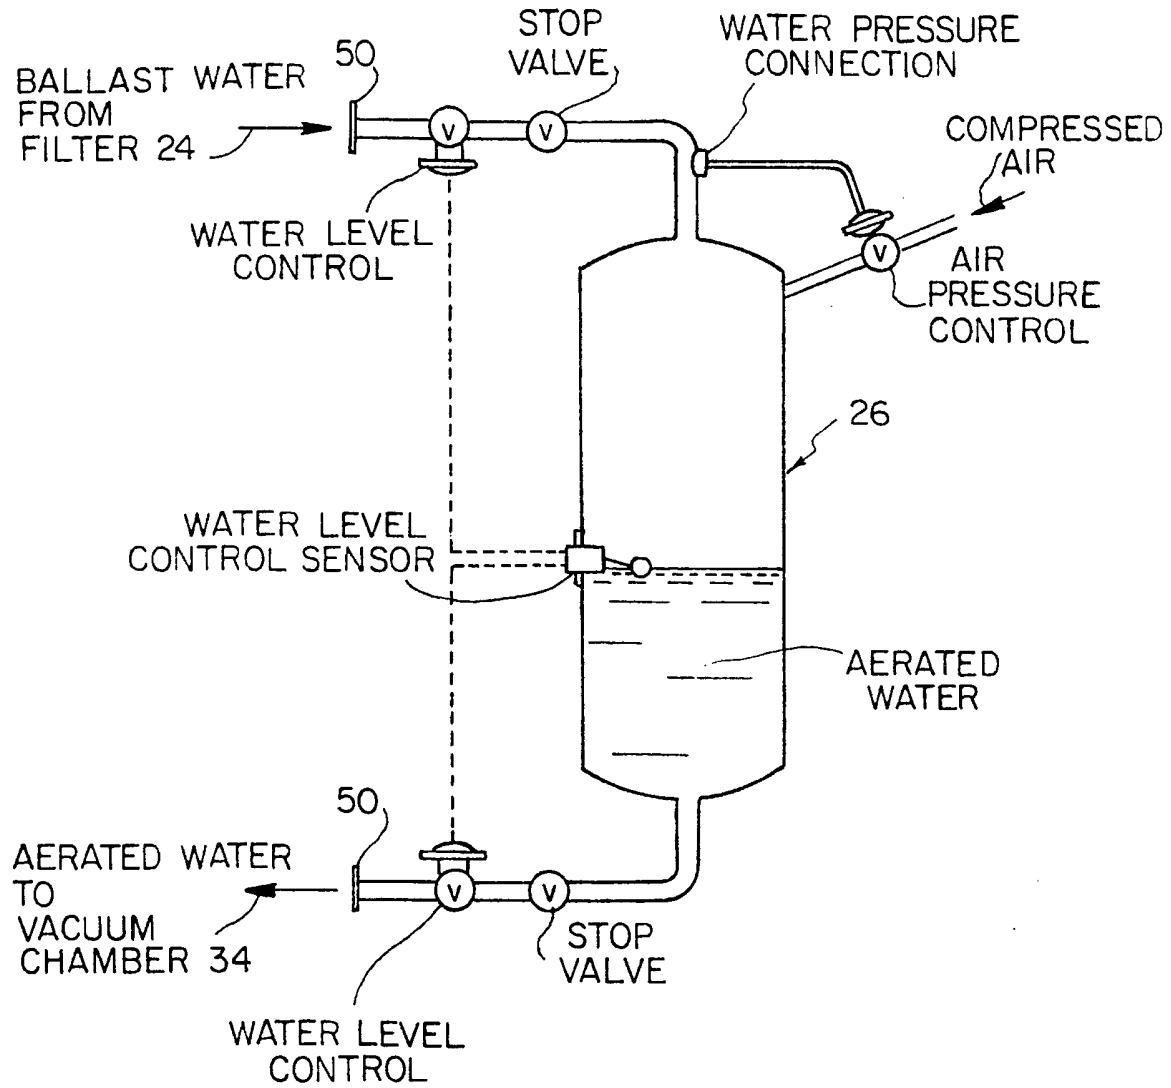 STOP
VALVE
WATER PRESSURE
CONNECTION
50
BALLAST WATER
FROM
FILTER 24
V
V
COMPRESSED
AIR
WATER LEVEL
CONTROL
V
AIR
PRESSURE
CONTROL
26
WATER LEVEL
CONTROL SENSOR
AERATED
WATER
50
AERATED WATER
TO
VACUUM
CHAMBER 34
V
V
STOP
VALVE
WATER LEVEL
CONTROL